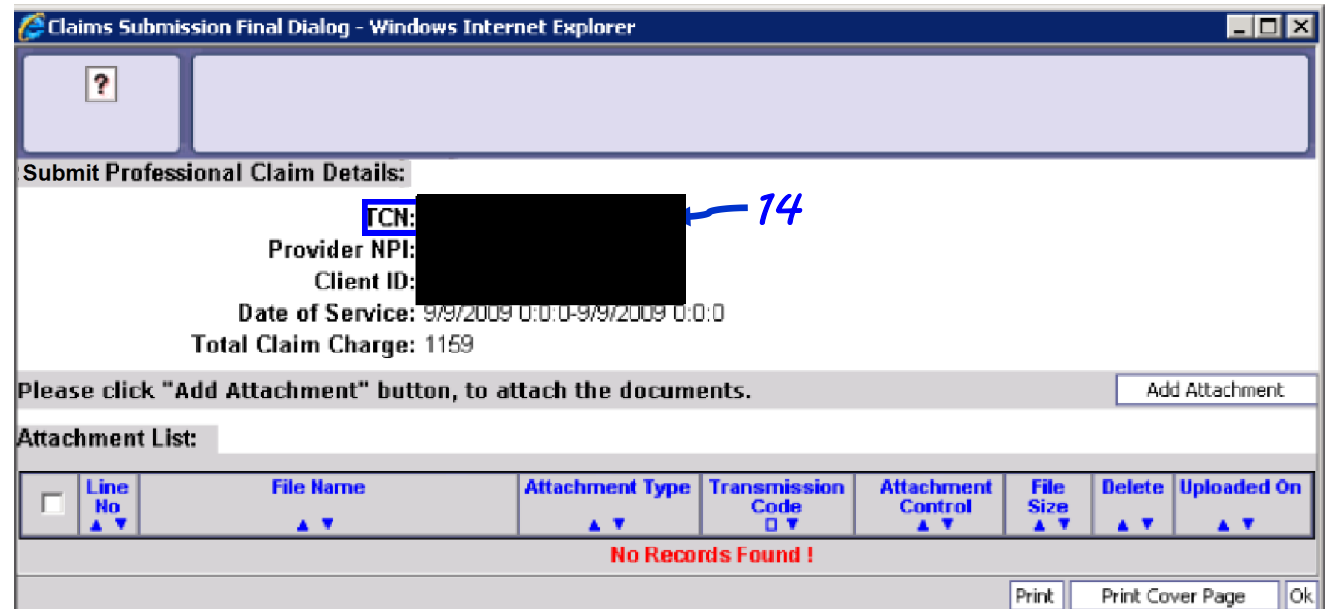 Claims Submission Final Dialog - Windows Internet Explorer
?
Submit Professional Claim Details:
TCN:
14
Provider NPI:
Client ID:
Date of Service: 9/9/2009 0:0:0-9/9/2009 0:0:0
Total Claim Charge: 1159
Please click "Add Attachment" button, to attach the documents.
Add Attachment
Attachment List:
Line No
File Name
Attachment Type
Transmission Code
Attachment Control
File Size
Delete
Uploaded On
No Records Found !
Print
Print Cover Page
Ok